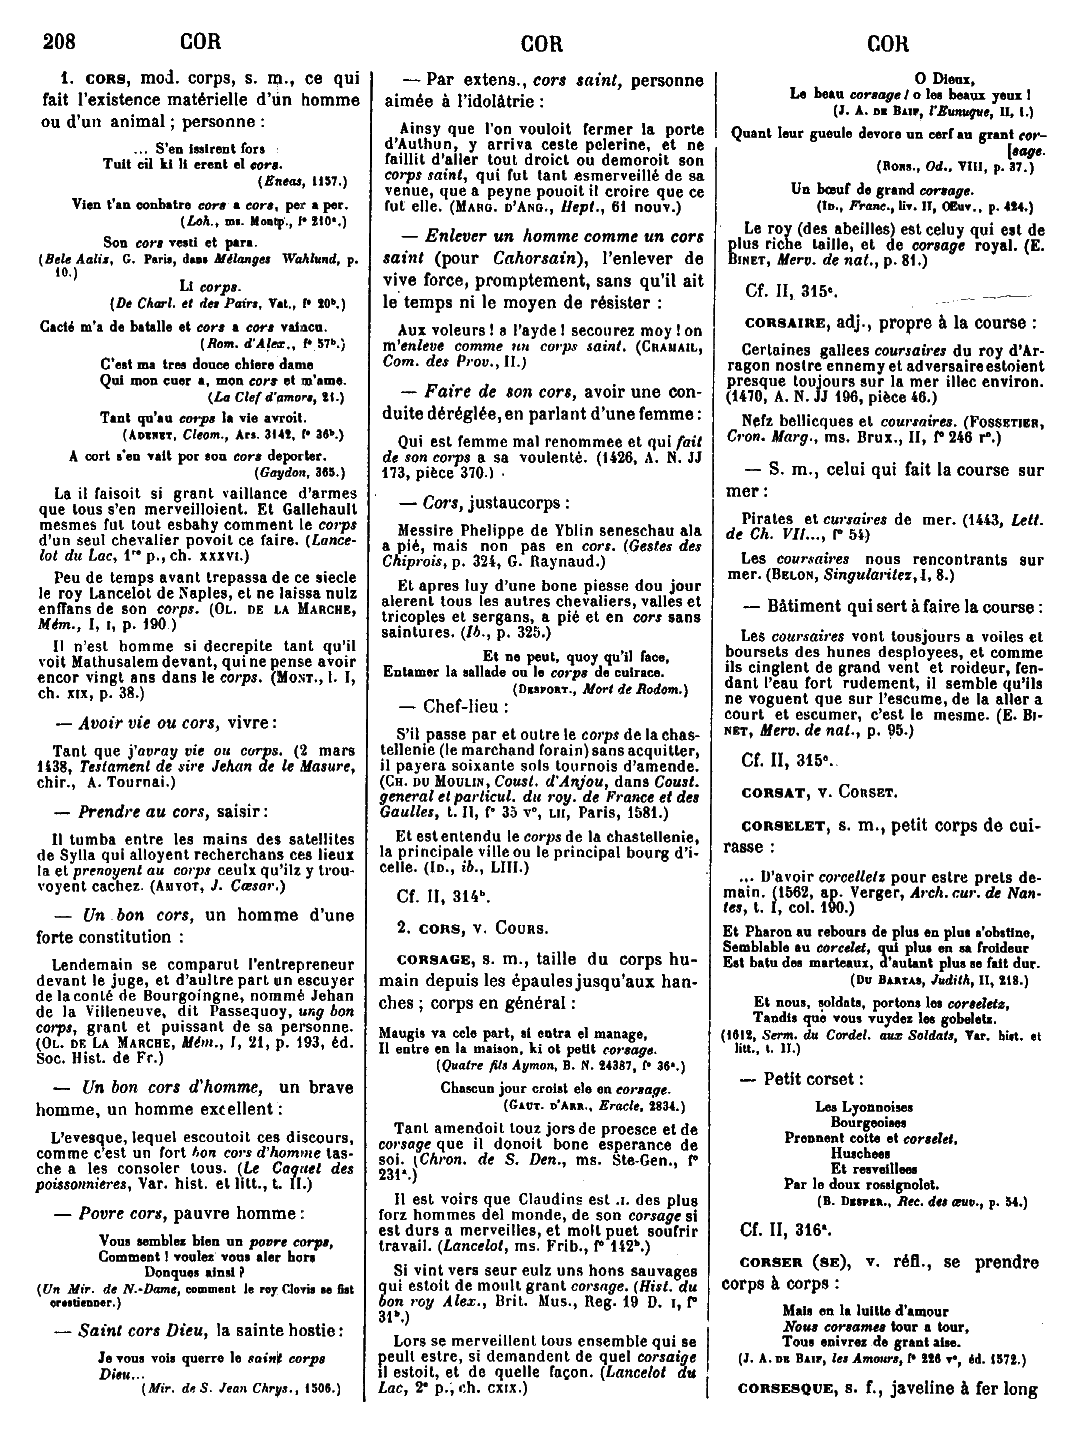 208 COR COR COR
1. CORS, mod. corps, s. m., ce qui
fait l'existence matérielle d'un homme
ou d'un animal ; personne :
... S'en issirent fors
Tuit cil ki li erent el cors.
(Eneas, 1157.)
Vien t'an conbatre cors a cors, per a per.
(Loh., ms. Montp., f° 210ª.)
Son cors vesti et para.
(Bele Aalis, G. Paris, dans Mélanges Wahlund, p.
10.)
Li corps.
(De Charl. et des Pairs, Vat., f° 20ᵇ.)
Cacié m'a de batalle et cors a cors vaincu.
(Rom. d'Alex., f° 57ᵇ.)
C'est ma tres douce chiere dame
Qui mon cuer a, mon cors et m'ame.
(La Clef d'amors, 21.)
Tant qu'au corps la vie avroit.
(ADENET, Cleom., Ars. 3142, f° 36ᵇ.)
A cort s'en vait por son cors deporter.
(Gaydon, 365.)
La il faisoit si grant vaillance d'armes
que tous s'en merveilloient. Et Gallehault
mesmes fut tout esbahy comment le corps
d'un seul chevalier povoit ce faire. (Lance-
lot du Lac, 1ʳᵉ p., ch. XXXVI.)
Peu de temps avant trepassa de ce siecle
le roy Lancelot de Naples, et ne laissa nulz
enffans de son corps. (OL. DE LA MARCHE,
Mém., I, I, p. 190.)
Il n'est homme si decrepite tant qu'il
voit Mathusalem devant, qui ne pense avoir
encor vingt ans dans le corps. (MONT., l. I,
ch. XIX, p. 38.)
— Avoir vie ou cors, vivre :
Tant que j'avray vie ou corps. (2 mars
1438, Testament de sire Jehan de le Masure,
chir., A. Tournai.)
— Prendre au cors, saisir :
Il tumba entre les mains des satellites
de Sylla qui alloyent recherchans ces lieux
la et prenoyent au corps ceulx qu'ilz y trou-
voyent cachez. (AMYOT, J. Cæsar.)
— Un bon cors, un homme d'une
forte constitution :
Lendemain se comparut l'entrepreneur
devant le juge, et d'aultre part un escuyer
de la conté de Bourgoingne, nommé Jehan
de la Villeneuve, dit Passequoy, ung bon
corps, grant et puissant de sa personne.
(OL. DE LA MARCHE, Mém., I, 21, p. 193, éd.
Soc. Hist. de Fr.)
— Un bon cors d'homme, un brave
homme, un homme excellent :
L'evesque, lequel escoutoit ces discours,
comme c'est un fort bon cors d'homme tas-
che a les consoler tous. (Le Caquet des
poissonnieres, Var. hist. et litt., t. II.)
— Povre cors, pauvre homme :
Vous semblez bien un povre corps,
Comment ! voulez vous aler hors
Donques ainsi ?
(Un Mir. de N.-Dame, comment le roy Clovis se fist
crestienner.)
— Saint cors Dieu, la sainte hostie :
Je vous vois querre le saint corps
Dieu...
(Mir. de S. Jean Chrys., 1506.)
— Par extens., cors saint, personne
aimée à l'idolâtrie :
Ainsy que l'on vouloit fermer la porte
d'Authun, y arriva ceste pelerine, et ne
faillit d'aller tout droict ou demoroit son
corps saint, qui fut tant esmerveillé de sa
venue, que a peyne pouoit il croire que ce
fut elle. (MARG. D'ANG., Hept., 61 nouv.)
— Enlever un homme comme un cors
saint (pour Cahorsain), l'enlever de
vive force, promptement, sans qu'il ait
le temps ni le moyen de résister :
Aux voleurs ! a l'ayde ! secourez moy ! on
m'enleve comme un corps saint. (CRAMAIL,
Com. des Prov., II.)
— Faire de son cors, avoir une con-
duite déréglée, en parlant d'une femme :
Qui est femme mal renommee et qui fait
de son corps a sa voulenté. (1426, A. N. JJ
173, pièce 370.)
— Cors, justaucorps :
Messire Phelippe de Yblin seneschau ala
a pié, mais non pas en cors. (Gestes des
Chiprois, p. 324, G. Raynaud.)
Et apres luy d'une bone piesse dou jour
alerent tous les autres chevaliers, valles et
tricoples et sergans, a pié et en cors sans
saintures. (Ib., p. 325.)
Et ne peut, quoy qu'il face,
Entamer la sallade ou le corps de cuirace.
(DESPORT., Mort de Rodom.)
— Chef-lieu :
S'il passe par et outre le corps de la chas-
tellenie (le marchand forain) sans acquitter,
il payera soixante sols tournois d'amende.
(CH. DU MOULIN, Coust. d'Anjou, dans Coust.
general et particul. du roy. de France et des
Gaulles, t. II, f° 35 v°, LII, Paris, 1581.)
Et est entendu le corps de la chastellenie,
la principale ville ou le principal bourg d'i-
celle. (ID., ib., LIII.)
Cf. II, 314ᵇ.
2. CORS, v. COURS.
CORSAGE, s. m., taille du corps hu-
main depuis les épaules jusqu'aux han-
ches ; corps en général :
Maugis va cele part, si entra el manage,
Il entre en la maison, ki ot petit corsage.
(Quatre fils Aymon, B. N. 24387, f° 36ª.)
Chascun jour croist ele en corsage.
(GAUT. D'ARR., Eracle, 2834.)
Tant amendoit touz jors de proesce et de
corsage que il donoit bone esperance de
soi. (Chron. de S. Den., ms. Ste-Gen., f°
231ª.)
Il est voirs que Claudins est .I. des plus
forz hommes del monde, de son corsage si
est durs a merveilles, et molt puet soufrir
travail. (Lancelot, ms. Frib., f° 142ᵇ.)
Si vint vers seur eulz uns hons sauvages
qui estoit de moult grant corsage. (Hist. du
bon roy Alex., Brit. Mus., Reg. 19 D. I, f°
31ᵇ.)
Lors se merveillent tous ensemble qui se
peult estre, si demandent de quel corsaige
il estoit, et de quelle façon. (Lancelot du
Lac, 2ᵉ p., ch. CXIX.)
O Dieux,
Le beau corsage ! o les beaux yeux !
(J. A. DE BAIF, l'Eunuque, II, 1.)
Quant leur gueule devore un cerf au grant cor-
[sage.
(RONS., Od., VIII, p. 37.)
Un bœuf de grand corsage.
(ID., Franc., liv. II, Œuv., p. 424.)
Le roy (des abeilles) est celuy qui est de
plus riche taille, et de corsage royal. (E.
BINET, Merv. de nat., p. 81.)
Cf. II, 315ᶜ.
CORSAIRE, adj., propre à la course :
Certaines gallees coursaires du roy d'Ar-
ragon nostre ennemy et adversaire estoient
presque toujours sur la mer illec environ.
(1470, A. N. JJ 196, pièce 46.)
Nefz bellicques et coursaires. (FOSSETIER,
Cron. Marg., ms. Brux., II, f° 246 r°.)
— S. m., celui qui fait la course sur
mer :
Pirates et cursaires de mer. (1443, Lett.
de Ch. VII..., f° 54)
Les coursaires nous rencontrants sur
mer. (BELON, Singularitez, I, 8.)
— Bâtiment qui sert à faire la course :
Les coursaires vont tousjours a voiles et
boursets des hunes desployees, et comme
ils cinglent de grand vent et roideur, fen-
dant l'eau fort rudement, il semble qu'ils
ne voguent que sur l'escume, de la aller a
court et escumer, c'est le mesme. (E. BI-
NET, Merv. de nat., p. 95.)
Cf. II, 315ᶜ.
CORSAT, v. CORSET.
CORSELET, s. m., petit corps de cui-
rasse :
... D'avoir corcelletz pour estre prets de-
main. (1562, ap. Verger, Arch. cur. de Nan-
tes, t. I, col. 190.)
Et Pharon au rebours de plus en plus s'obstine,
Semblable au corcelet, qui plus en sa froideur
Est batu des marteaux, d'autant plus se fait dur.
(DU BARTAS, Judith, II, 218.)
Et nous, soldats, portons les corseletz,
Tandis que vous vuydez les gobeletz.
(1612, Serm. du Cordel. aux Soldats, Var. hist. et
litt., t. II.)
— Petit corset :
Les Lyonnoises
Bourgeoises
Prennent cotte et corselet,
Huschees
Et resveillees
Par le doux rossignolet.
(B. DESPER., Rec. des œuv., p. 54.)
Cf. II, 316ª.
CORSER (SE), v. réfl., se prendre
corps à corps :
Mais en la luitte d'amour
Nous corsames tour a tour,
Tous enivrez de grant aise.
(J. A. DE BAIF, les Amours, f° 226 r°, éd. 1572.)
CORSESQUE, s. f., javeline à fer long